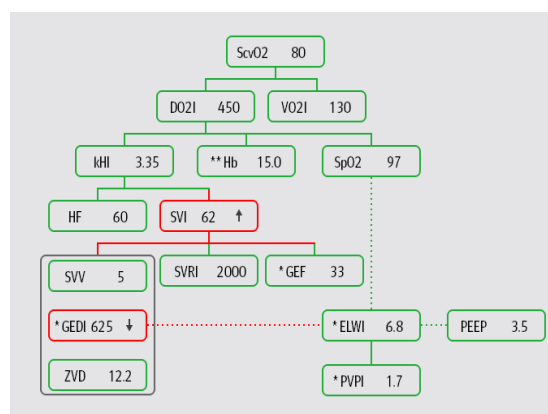 ScvO2 80
DO2I 450 VO2I 130
kHI 3.35 **Hb 15.0 SpO2 97
HF 60 SVI 62 ↑
SVV 5 SVRI 2000 *GEF 33
*GEDI 625 ↓ *ELWI 6.8 PEEP 3.5
ZVD 12.2 *PVPI 1.7